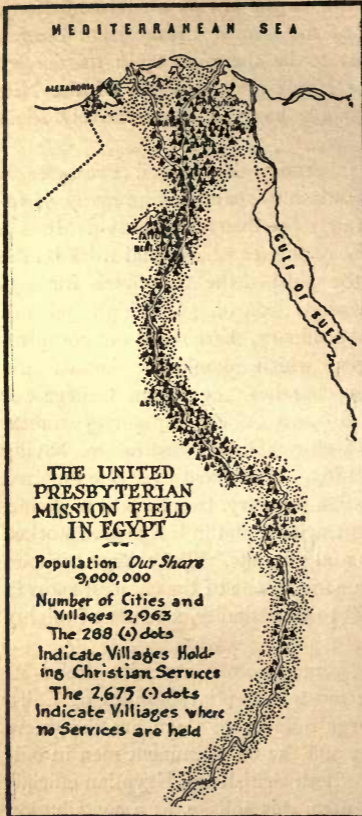 MEDITERRANEAN SEA
ALEXANDRIA
GULF OF SUEZ
ASSIUT
THE UNITED
PRESBYTERIAN
MISSION FIELD
IN EGYPT
Population Our Share
9,000,000
Number of Cities and
Villages 2,963
The 288 (▲) dots
Indicate Villages Hold-
ing Christian Services
The 2,675 (•) dots
Indicate Villiages where
no Services are held